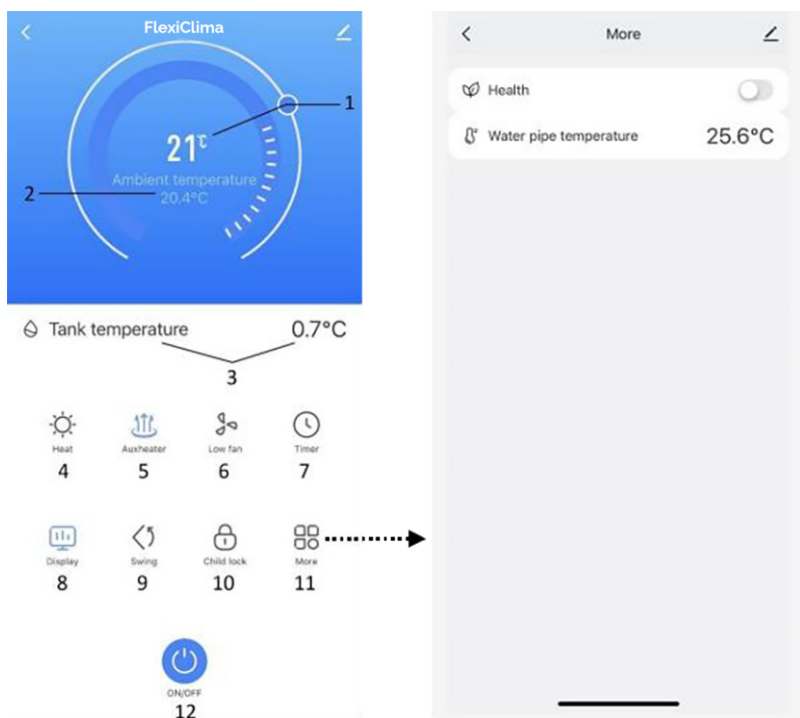 FlexiClima
1
21°C
Ambient temperature
2
20.4°C
Tank temperature 0.7°C
3
Heat Auxheater Low fan Timer
4 5 6 7
Display Swing Child lock More
8 9 10 11
ON/OFF
12
More
Health
Water pipe temperature 25.6°C